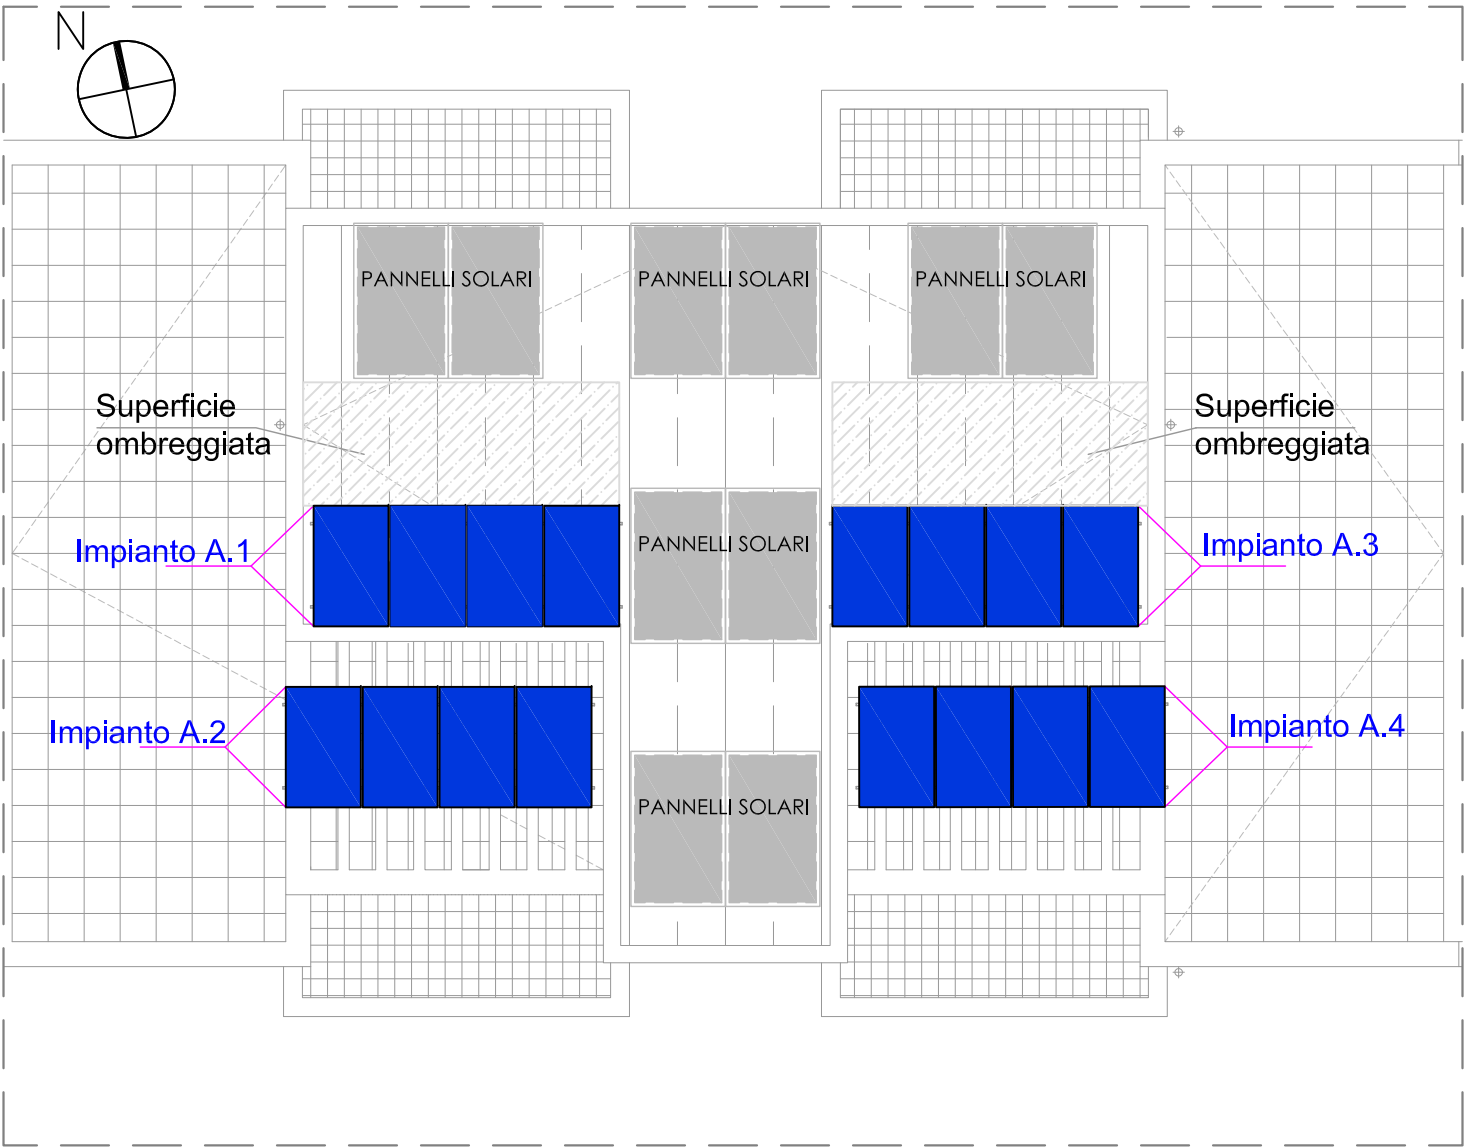 N
PANNELLI SOLARI
PANNELLI SOLARI
PANNELLI SOLARI
Superficie
ombreggiata
Superficie
ombreggiata
Impianto A.1
PANNELLI SOLARI
Impianto A.3
Impianto A.2
Impianto A.4
PANNELLI SOLARI